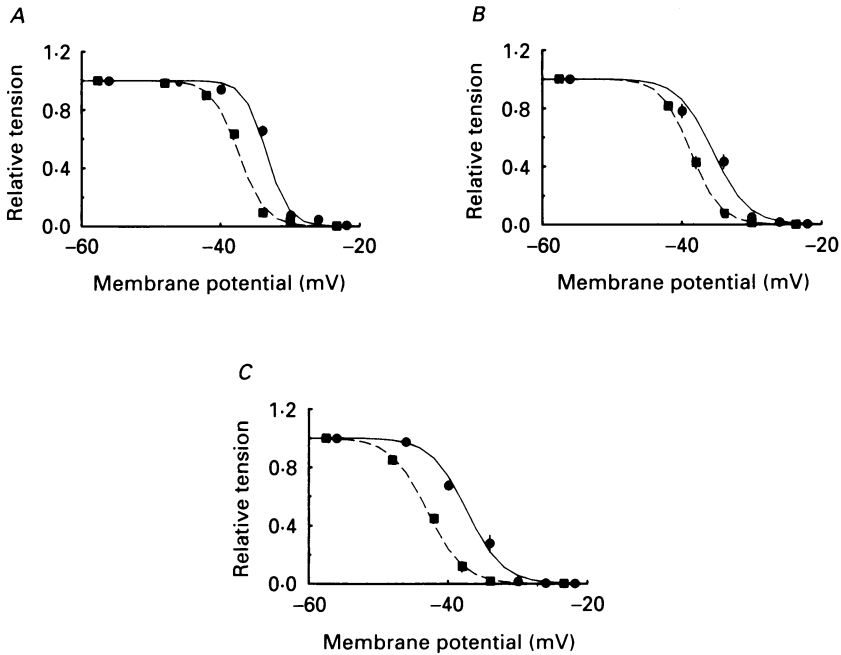 A
1·2
0·8
0·4
0·0
Relative tension
−60
−40
−20
Membrane potential (mV)
B
1·2
0·8
0·4
0·0
Relative tension
−60
−40
−20
Membrane potential (mV)
C
1·2
0·8
0·4
0·0
Relative tension
−60
−40
−20
Membrane potential (mV)